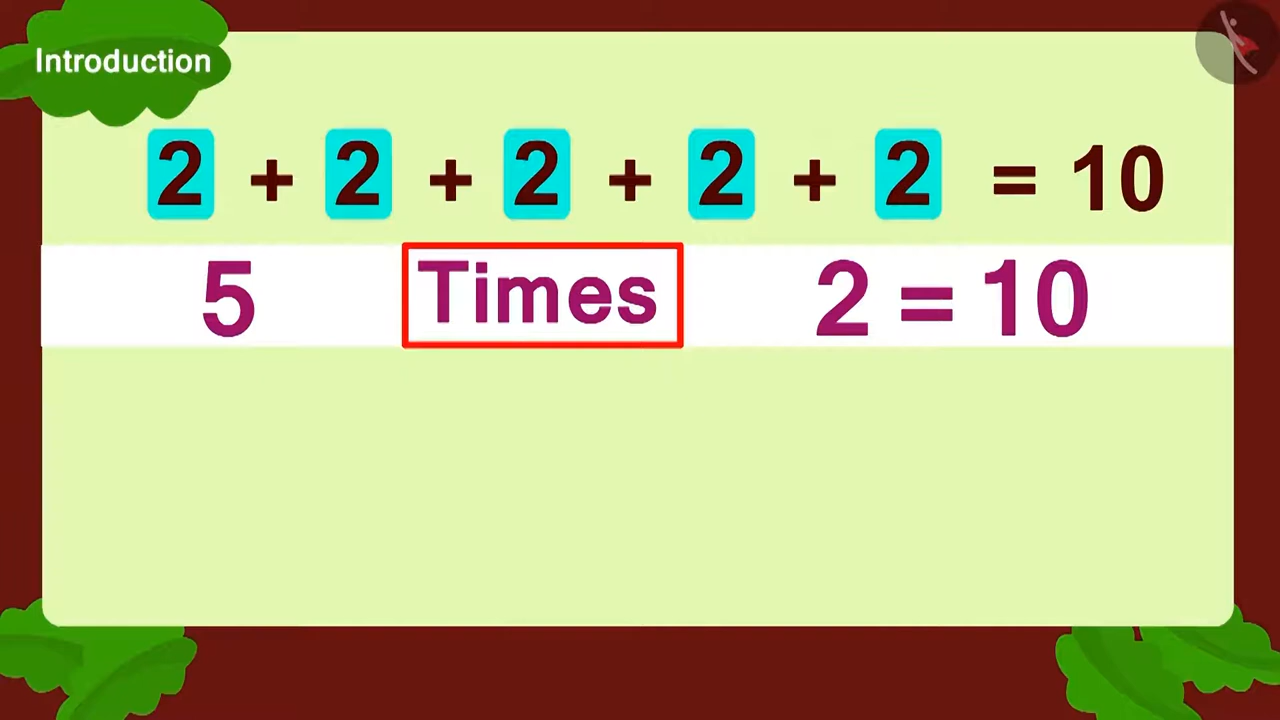 Introduction
2 + 2 + 2 + 2 + 2 = 10
5 Times 2 = 10